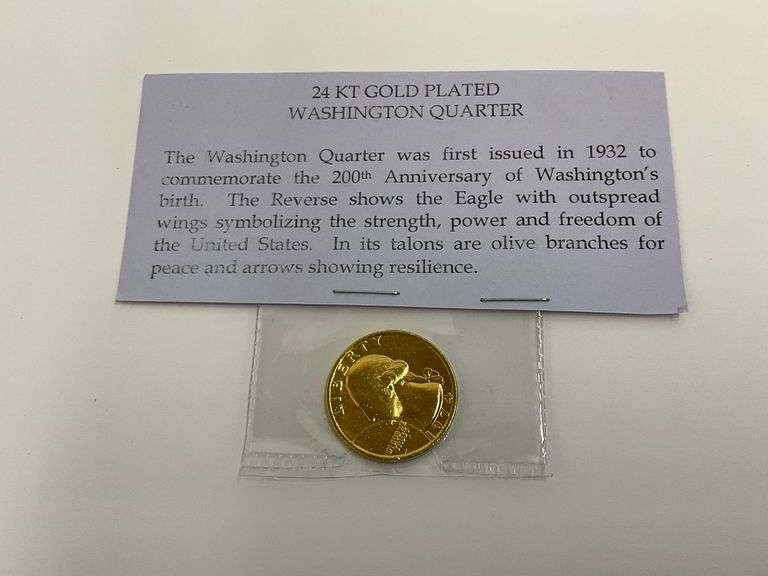 24 KT GOLD PLATED
WASHINGTON QUARTER
The Washington Quarter was first issued in 1932 to
commemorate the 200th Anniversary of Washington's
birth. The Reverse shows the Eagle with outspread
wings symbolizing the strength, power and freedom of
the United States. In its talons are olive branches for
peace and arrows showing resilience.
LIBERTY